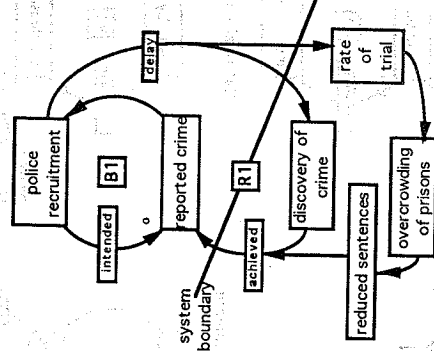 police
recruitment
B1
intended
o
reported crime
delay
system
boundary
R1
achieved
discovery of
crime
rate
of
trial
reduced sentences
overcrowding
of prisons